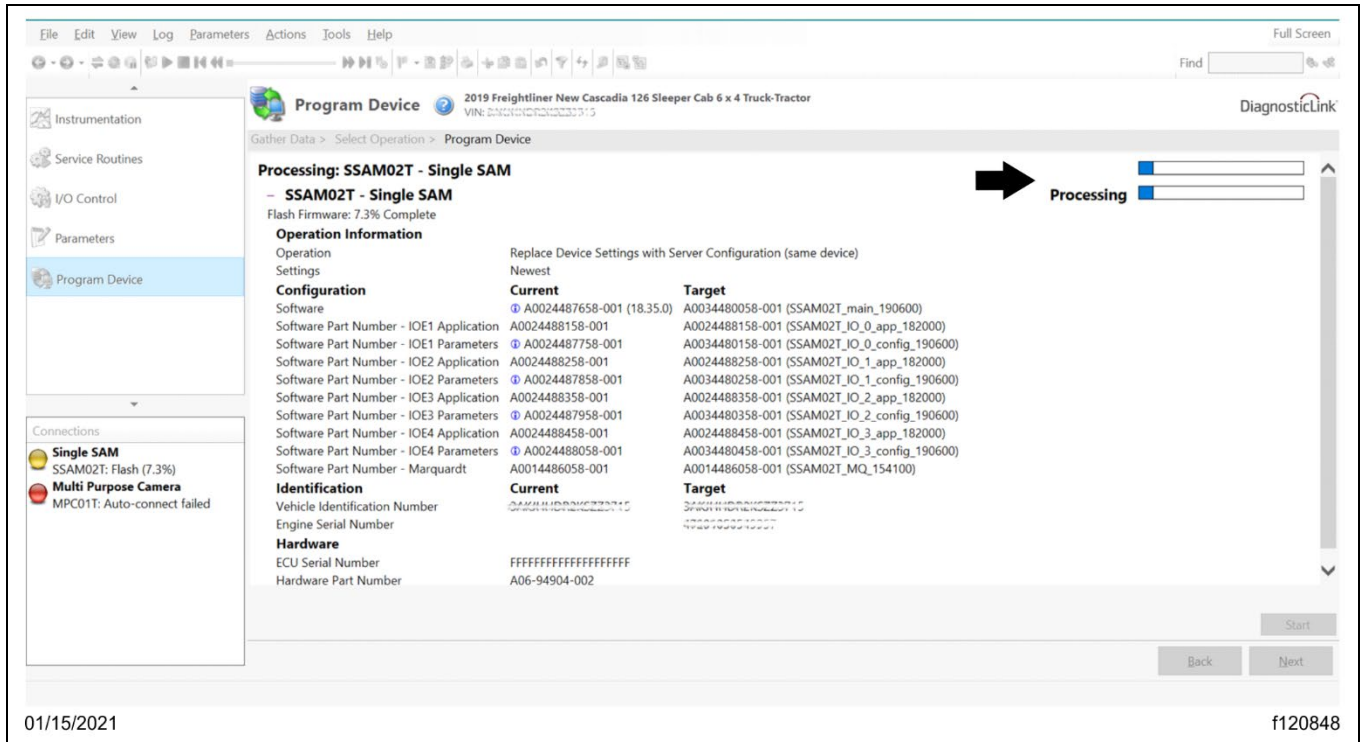 File Edit View Log Parameters Actions Tools Help Full Screen
Find
Instrumentation
Service Routines
I/O Control
Parameters
Program Device
Program Device
2019 Freightliner New Cascadia 126 Sleeper Cab 6 x 4 Truck-Tractor
VIN:
DiagnosticLink
Gather Data > Select Operation > Program Device
Processing: SSAM02T - Single SAM
Processing
– SSAM02T - Single SAM
Flash Firmware: 7.3% Complete
Operation Information
Operation Replace Device Settings with Server Configuration (same device)
Settings Newest
Configuration Current Target
Software A0024487658-001 (18.35.0) A0034480058-001 (SSAM02T_main_190600)
Software Part Number - IOE1 Application A0024488158-001 A0024488158-001 (SSAM02T_IO_0_app_182000)
Software Part Number - IOE1 Parameters A0024487758-001 A0034480158-001 (SSAM02T_IO_0_config_190600)
Software Part Number - IOE2 Application A0024488258-001 A0024488258-001 (SSAM02T_IO_1_app_182000)
Software Part Number - IOE2 Parameters A0024487858-001 A0034480258-001 (SSAM02T_IO_1_config_190600)
Software Part Number - IOE3 Application A0024488358-001 A0024488358-001 (SSAM02T_IO_2_app_182000)
Software Part Number - IOE3 Parameters A0024487958-001 A0034480358-001 (SSAM02T_IO_2_config_190600)
Software Part Number - IOE4 Application A0024488458-001 A0024488458-001 (SSAM02T_IO_3_app_182000)
Software Part Number - IOE4 Parameters A0024488058-001 A0034480458-001 (SSAM02T_IO_3_config_190600)
Software Part Number - Marquardt A0014486058-001 A0014486058-001 (SSAM02T_MQ_154100)
Identification Current Target
Vehicle Identification Number
Engine Serial Number
Hardware
ECU Serial Number FFFFFFFFFFFFFFFFFFFF
Hardware Part Number A06-94904-002
Connections
Single SAM
SSAM02T: Flash (7.3%)
Multi Purpose Camera
MPC01T: Auto-connect failed
Start
Back Next
01/15/2021 f120848